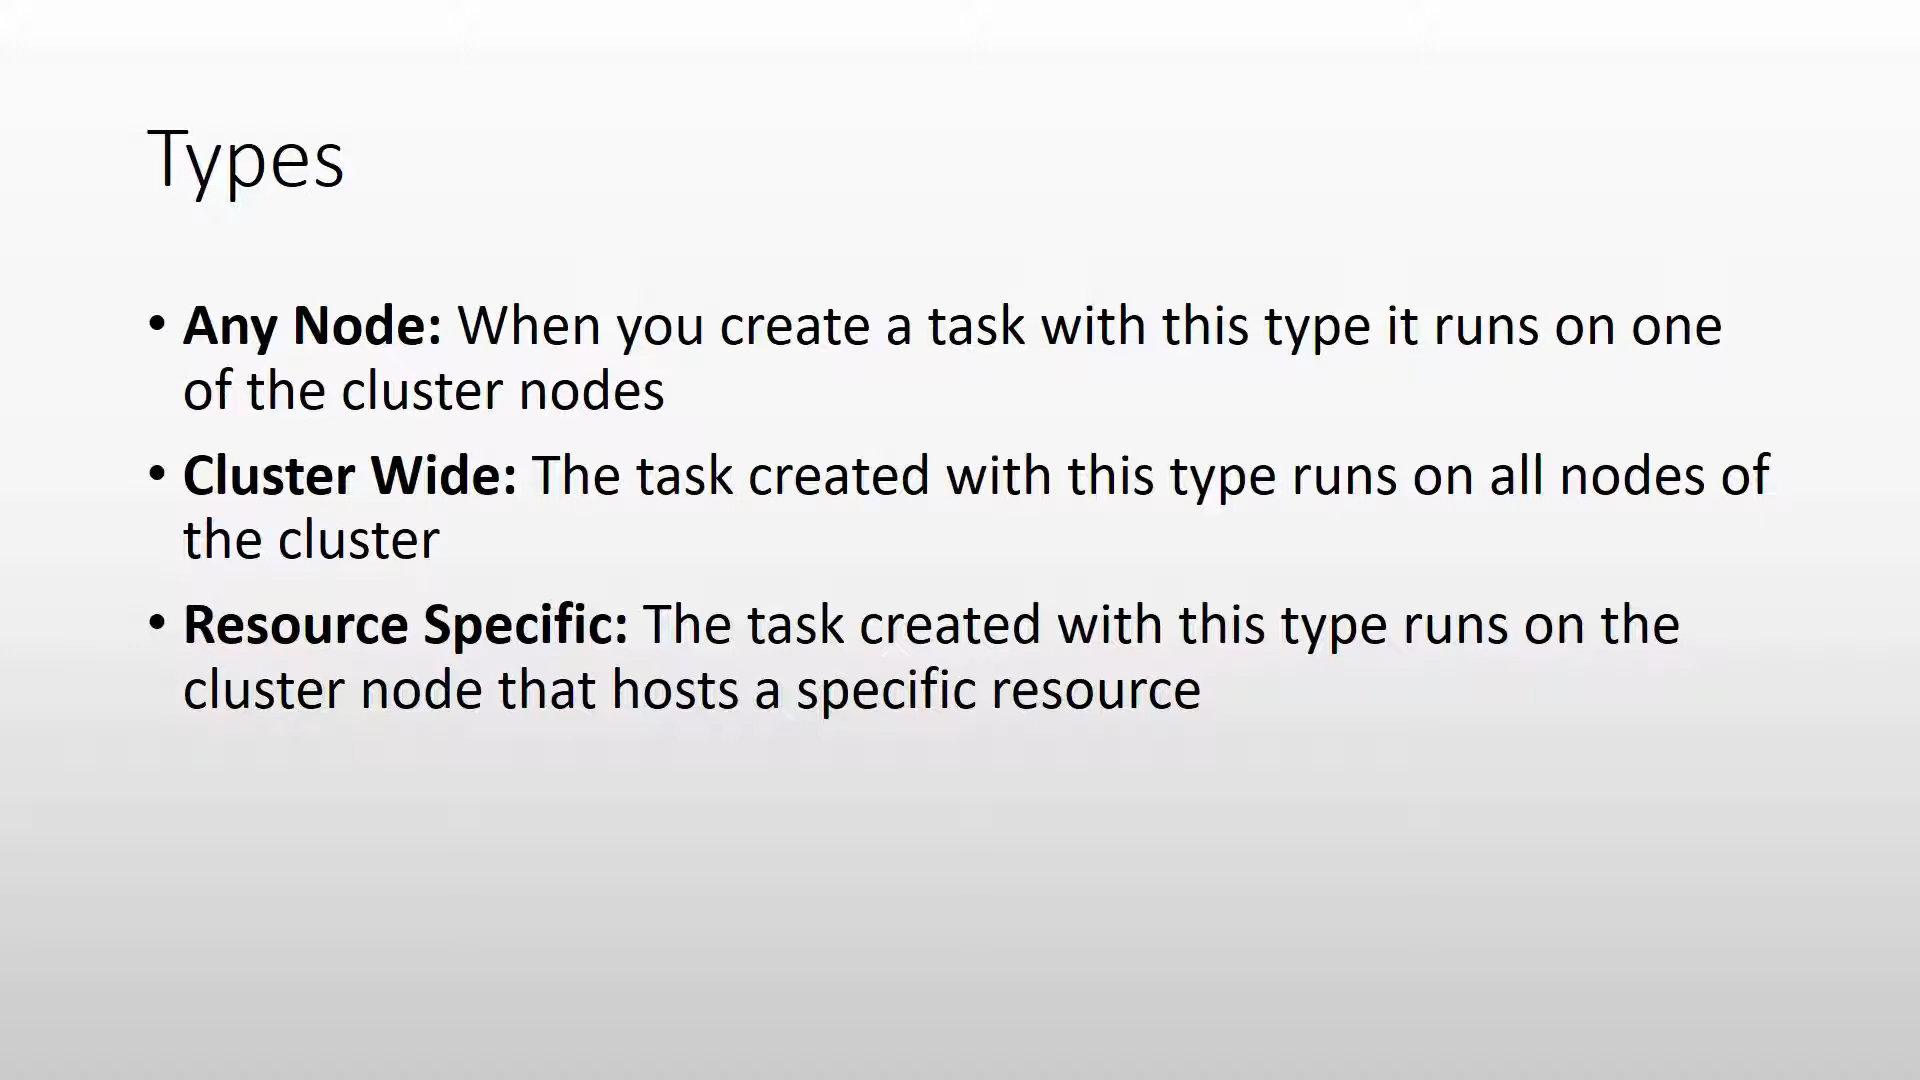 Types
• Any Node: When you create a task with this type it runs on one
of the cluster nodes
• Cluster Wide: The task created with this type runs on all nodes of
the cluster
• Resource Specific: The task created with this type runs on the
cluster node that hosts a specific resource